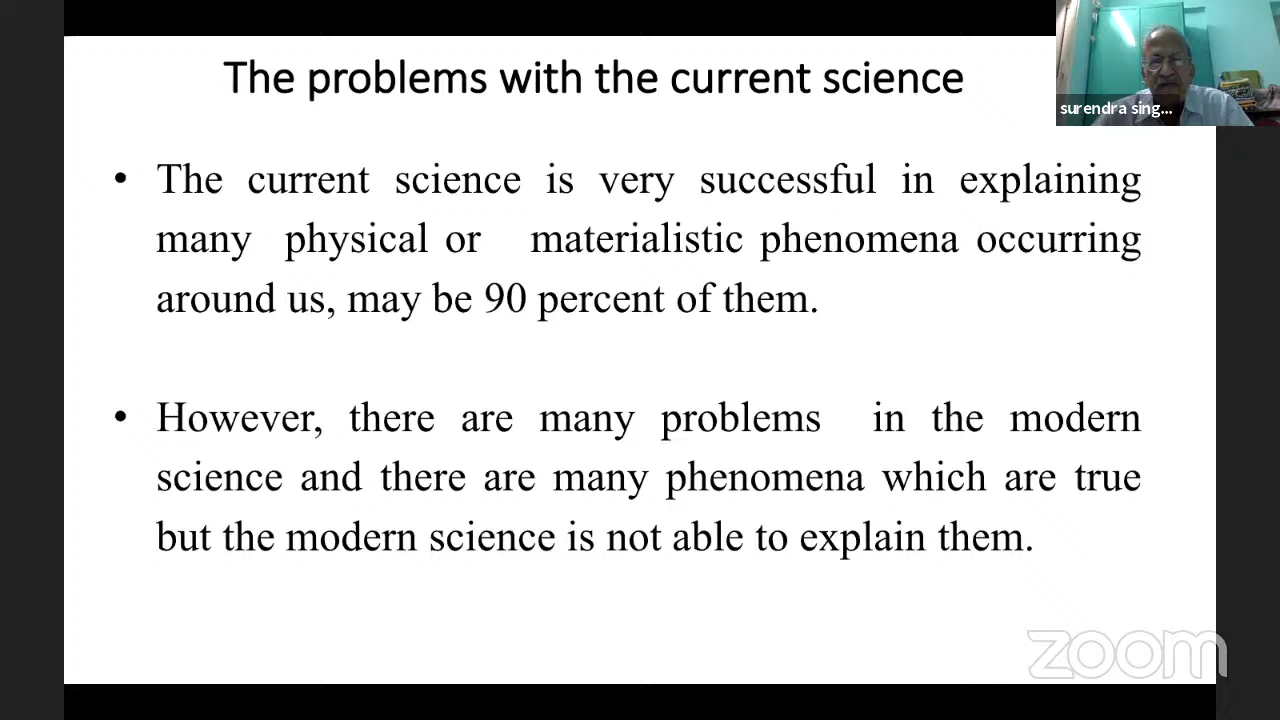 The problems with the current science
surendra sing...
• The current science is very successful in explaining
many physical or materialistic phenomena occurring
around us, may be 90 percent of them.
• However, there are many problems in the modern
science and there are many phenomena which are true
but the modern science is not able to explain them.
zoom